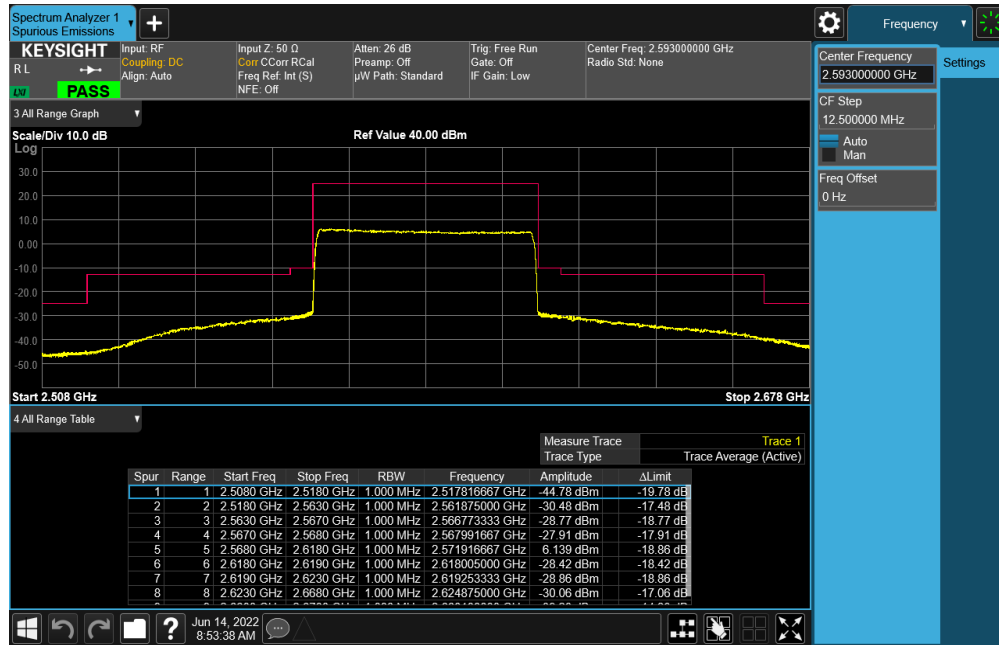 Spectrum Analyzer 1
Spurious Emissions
Frequency
KEYSIGHT
R L
LXI
PASS
Input: RF
Coupling: DC
Align: Auto
Input Z: 50 Ω
Corr CCorr RCal
Freq Ref: Int (S)
NFE: Off
Atten: 26 dB
Preamp: Off
µW Path: Standard
Trig: Free Run
Gate: Off
IF Gain: Low
Center Freq: 2.593000000 GHz
Radio Std: None
Center Frequency
2.593000000 GHz
Settings
CF Step
12.500000 MHz
Auto
Man
Freq Offset
0 Hz
3 All Range Graph
Scale/Div 10.0 dB
Ref Value 40.00 dBm
Log
30.0
20.0
10.0
0.00
-10.0
-20.0
-30.0
-40.0
-50.0
Start 2.508 GHz
Stop 2.678 GHz
4 All Range Table
Measure Trace Trace 1
Trace Type Trace Average (Active)
Spur Range Start Freq Stop Freq RBW Frequency Amplitude ΔLimit
1 1 2.5080 GHz 2.5180 GHz 1.000 MHz 2.517816667 GHz -44.78 dBm -19.78 dB
2 2 2.5180 GHz 2.5630 GHz 1.000 MHz 2.561875000 GHz -30.48 dBm -17.48 dB
3 3 2.5630 GHz 2.5670 GHz 1.000 MHz 2.566773333 GHz -28.77 dBm -18.77 dB
4 4 2.5670 GHz 2.5680 GHz 1.000 MHz 2.567991667 GHz -27.91 dBm -17.91 dB
5 5 2.5680 GHz 2.6180 GHz 1.000 MHz 2.571916667 GHz 6.139 dBm -18.86 dB
6 6 2.6180 GHz 2.6190 GHz 1.000 MHz 2.618005000 GHz -28.42 dBm -18.42 dB
7 7 2.6190 GHz 2.6230 GHz 1.000 MHz 2.619253333 GHz -28.86 dBm -18.86 dB
8 8 2.6230 GHz 2.6680 GHz 1.000 MHz 2.624875000 GHz -30.06 dBm -17.06 dB
Jun 14, 2022
8:53:38 AM